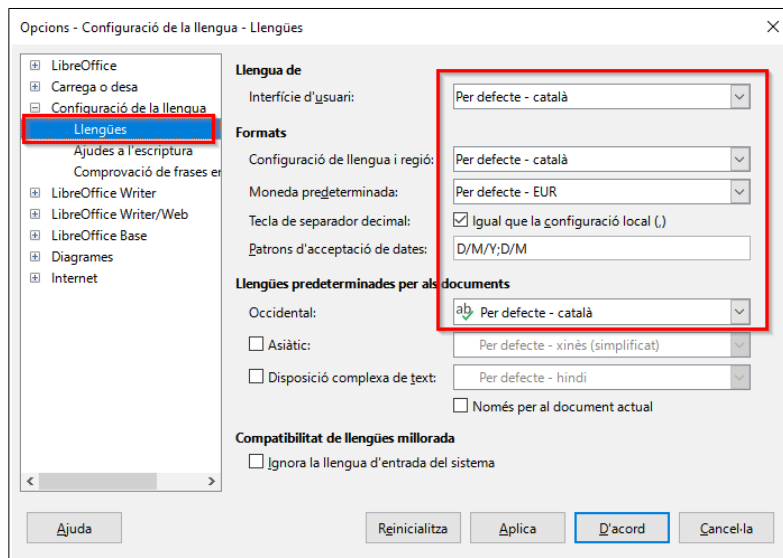 Opcions - Configuració de la llengua - Llengües
LibreOffice
Carrega o desa
Configuració de la llengua
Llengües
Ajudes a l'escriptura
Comprovació de frases er
LibreOffice Writer
LibreOffice Writer/Web
LibreOffice Base
Diagrames
Internet
Llengua de
Interfície d'usuari: Per defecte - català
Formats
Configuració de llengua i regió: Per defecte - català
Moneda predeterminada: Per defecte - EUR
Tecla de separador decimal: Igual que la configuració local (,)
Patrons d'acceptació de dates: D/M/Y;D/M
Llengües predeterminades per als documents
Occidental: Per defecte - català
Asiàtic: Per defecte - xinès (simplificat)
Disposició complexa de text: Per defecte - hindi
Només per al document actual
Compatibilitat de llengües millorada
Ignora la llengua d'entrada del sistema
Ajuda Reinicialitza Aplica D'acord Cancel·la